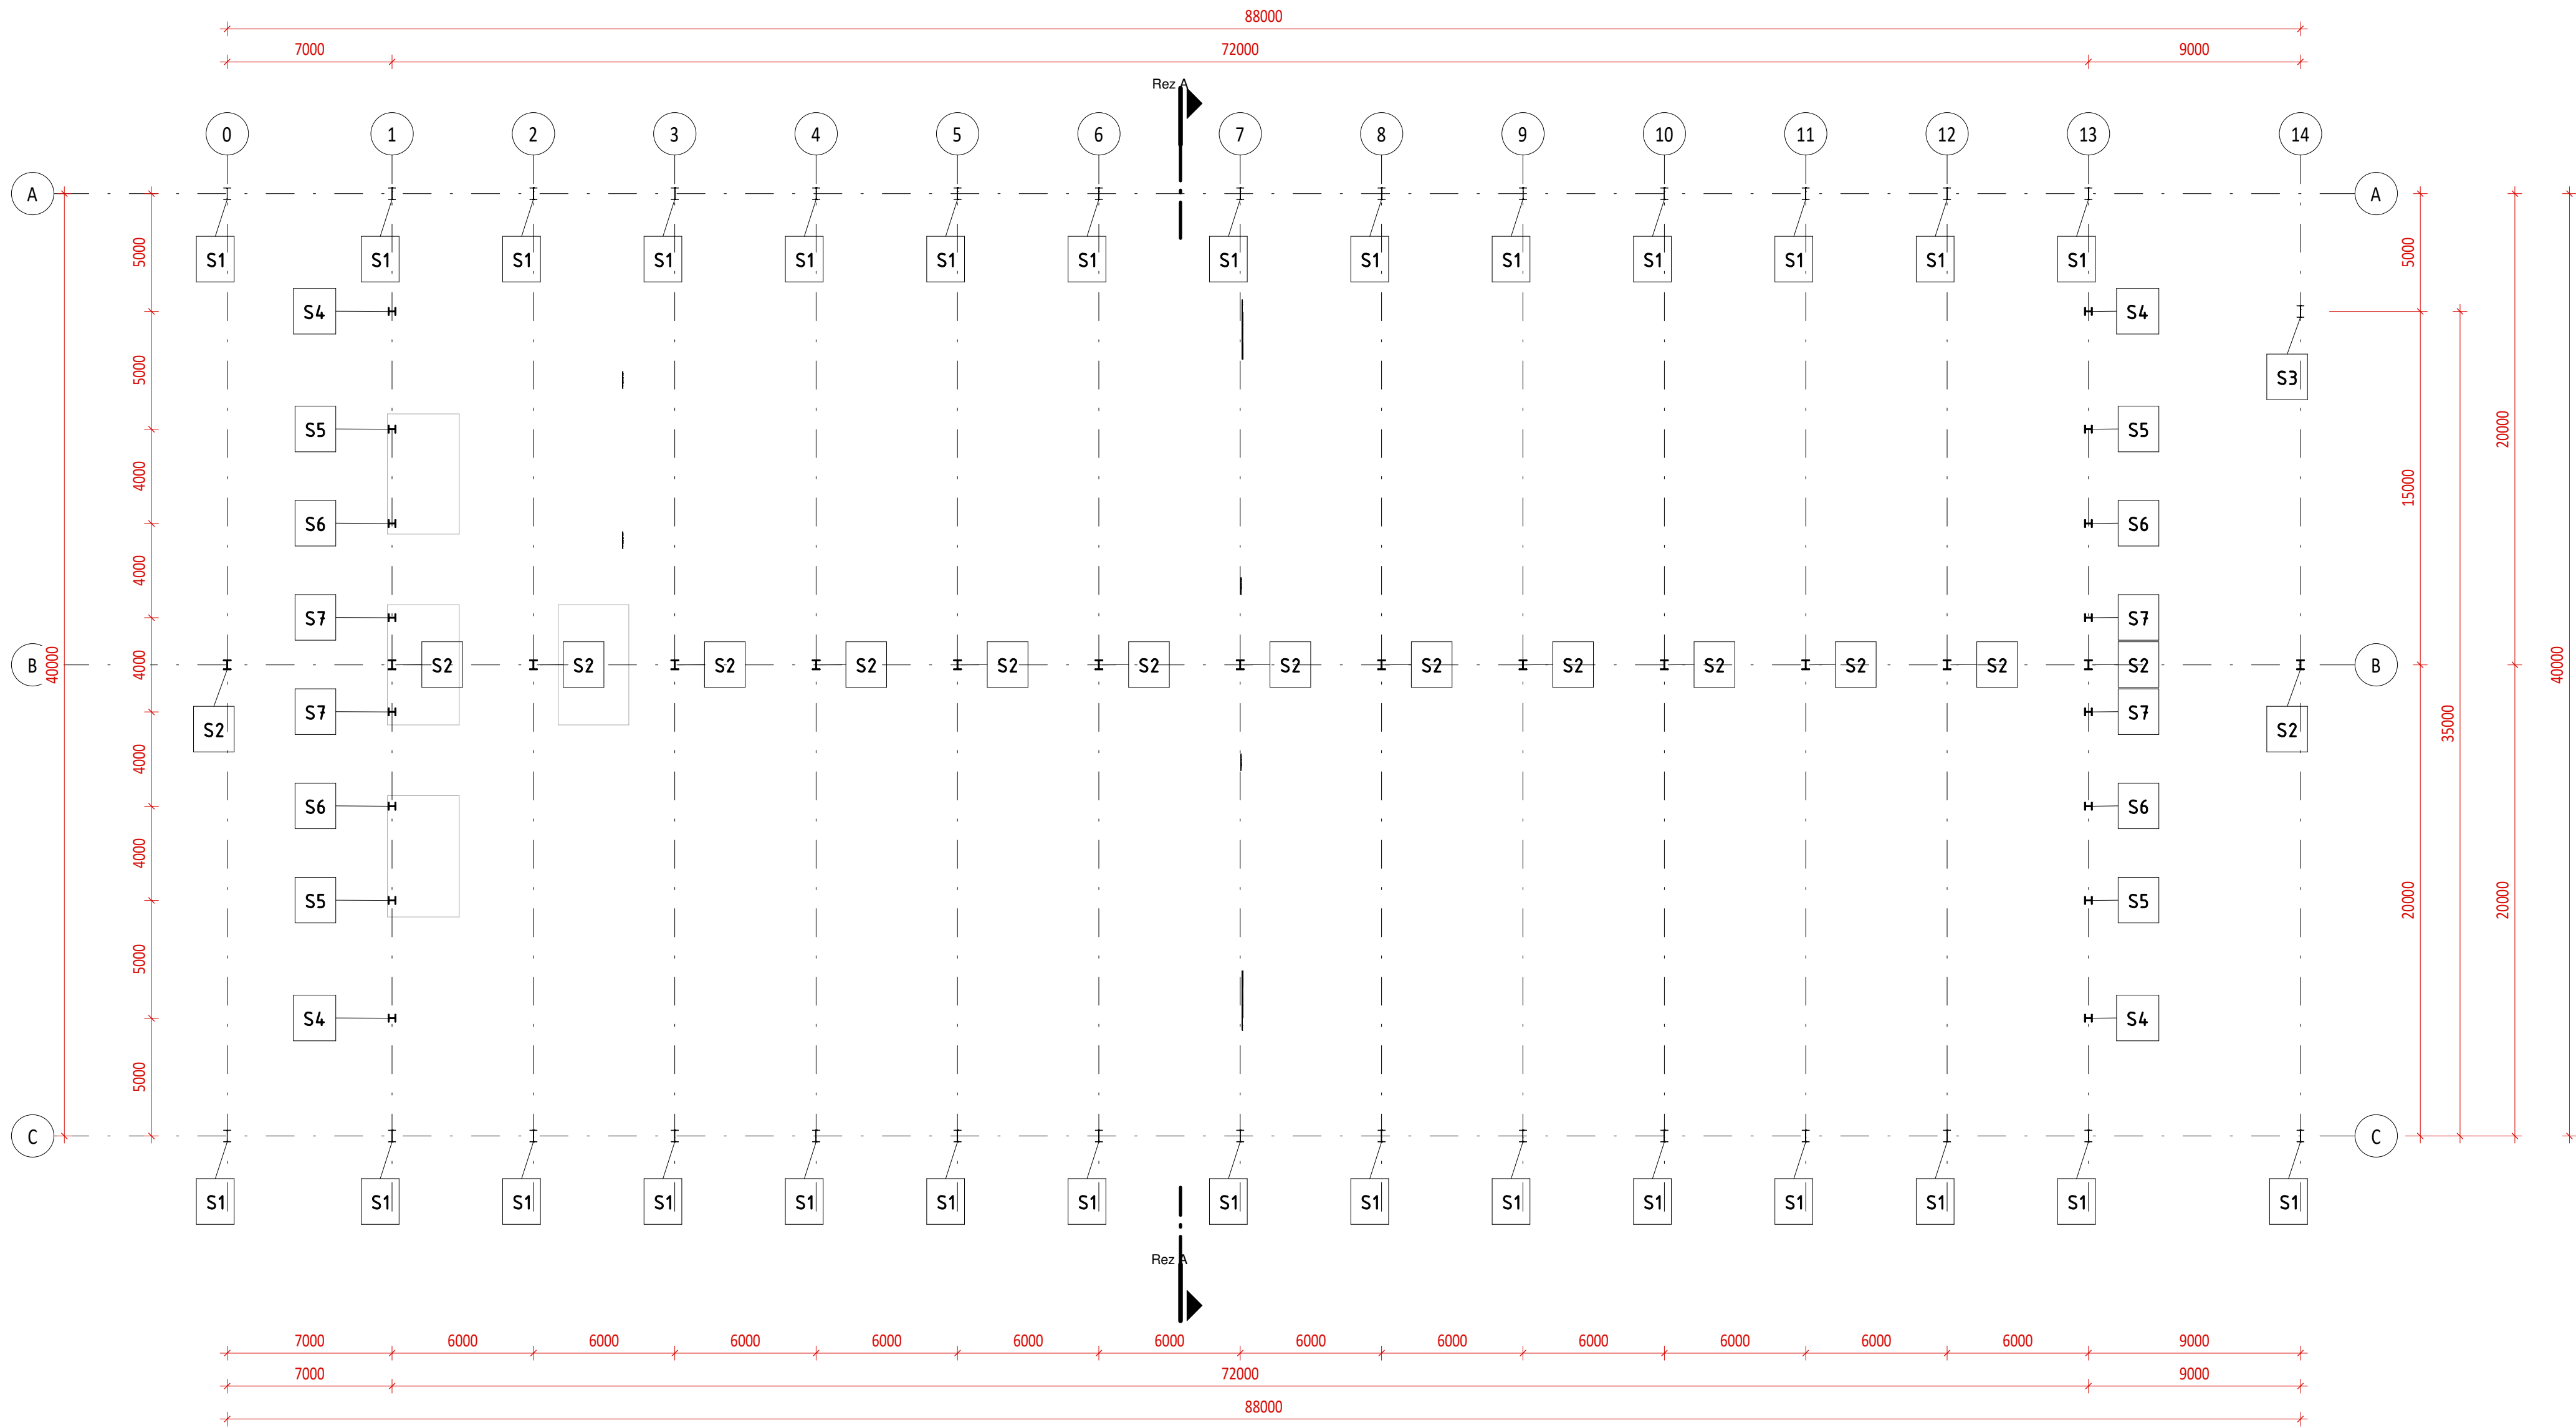 88000
7000 72000 9000
Rez A
0 1 2 3 4 5 6 7 8 9 10 11 12 13 14
A A
S1 S1 S1 S1 S1 S1 S1 S1 S1 S1 S1 S1 S1 S1
5000 5000
S4 S4
5000 S3
S5 S5
20000
4000 15000
S6 S6
4000
S7 S7
B 40000 4000 S2 S2 S2 S2 S2 S2 S2 S2 S2 S2 S2 S2 S2 B 40000
S7 S7
S2 S2
35000
4000
S6 S6
4000
S5 S5
20000 20000
5000
S4 S4
5000
C C
S1 S1 S1 S1 S1 S1 S1 S1 S1 S1 S1 S1 S1 S1 S1
Rez A
7000 6000 6000 6000 6000 6000 6000 6000 6000 6000 6000 6000 6000 9000
7000 72000 9000
88000